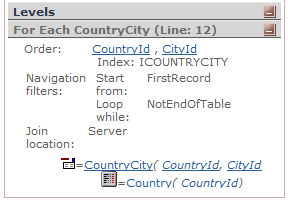 Levels
For Each CountryCity (Line: 12)
Order: CountryId , CityId
Index: ICOUNTRYCITY
Navigation filters: Start from: FirstRecord
Loop while: NotEndOfTable
Join location: Server
=CountryCity( CountryId, CityId
=Country( CountryId)